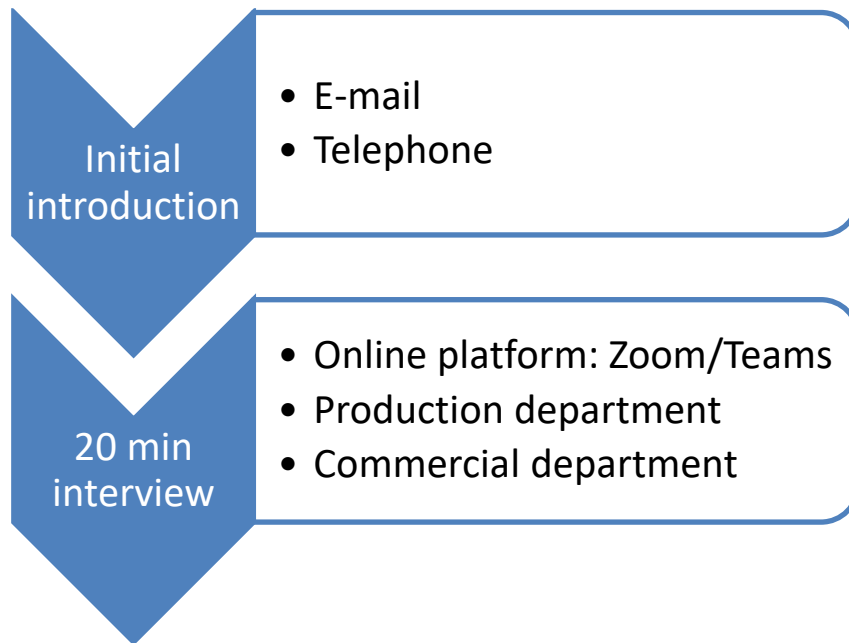 Initial
introduction
• E-mail
• Telephone
20 min
interview
• Online platform: Zoom/Teams
• Production department
• Commercial department